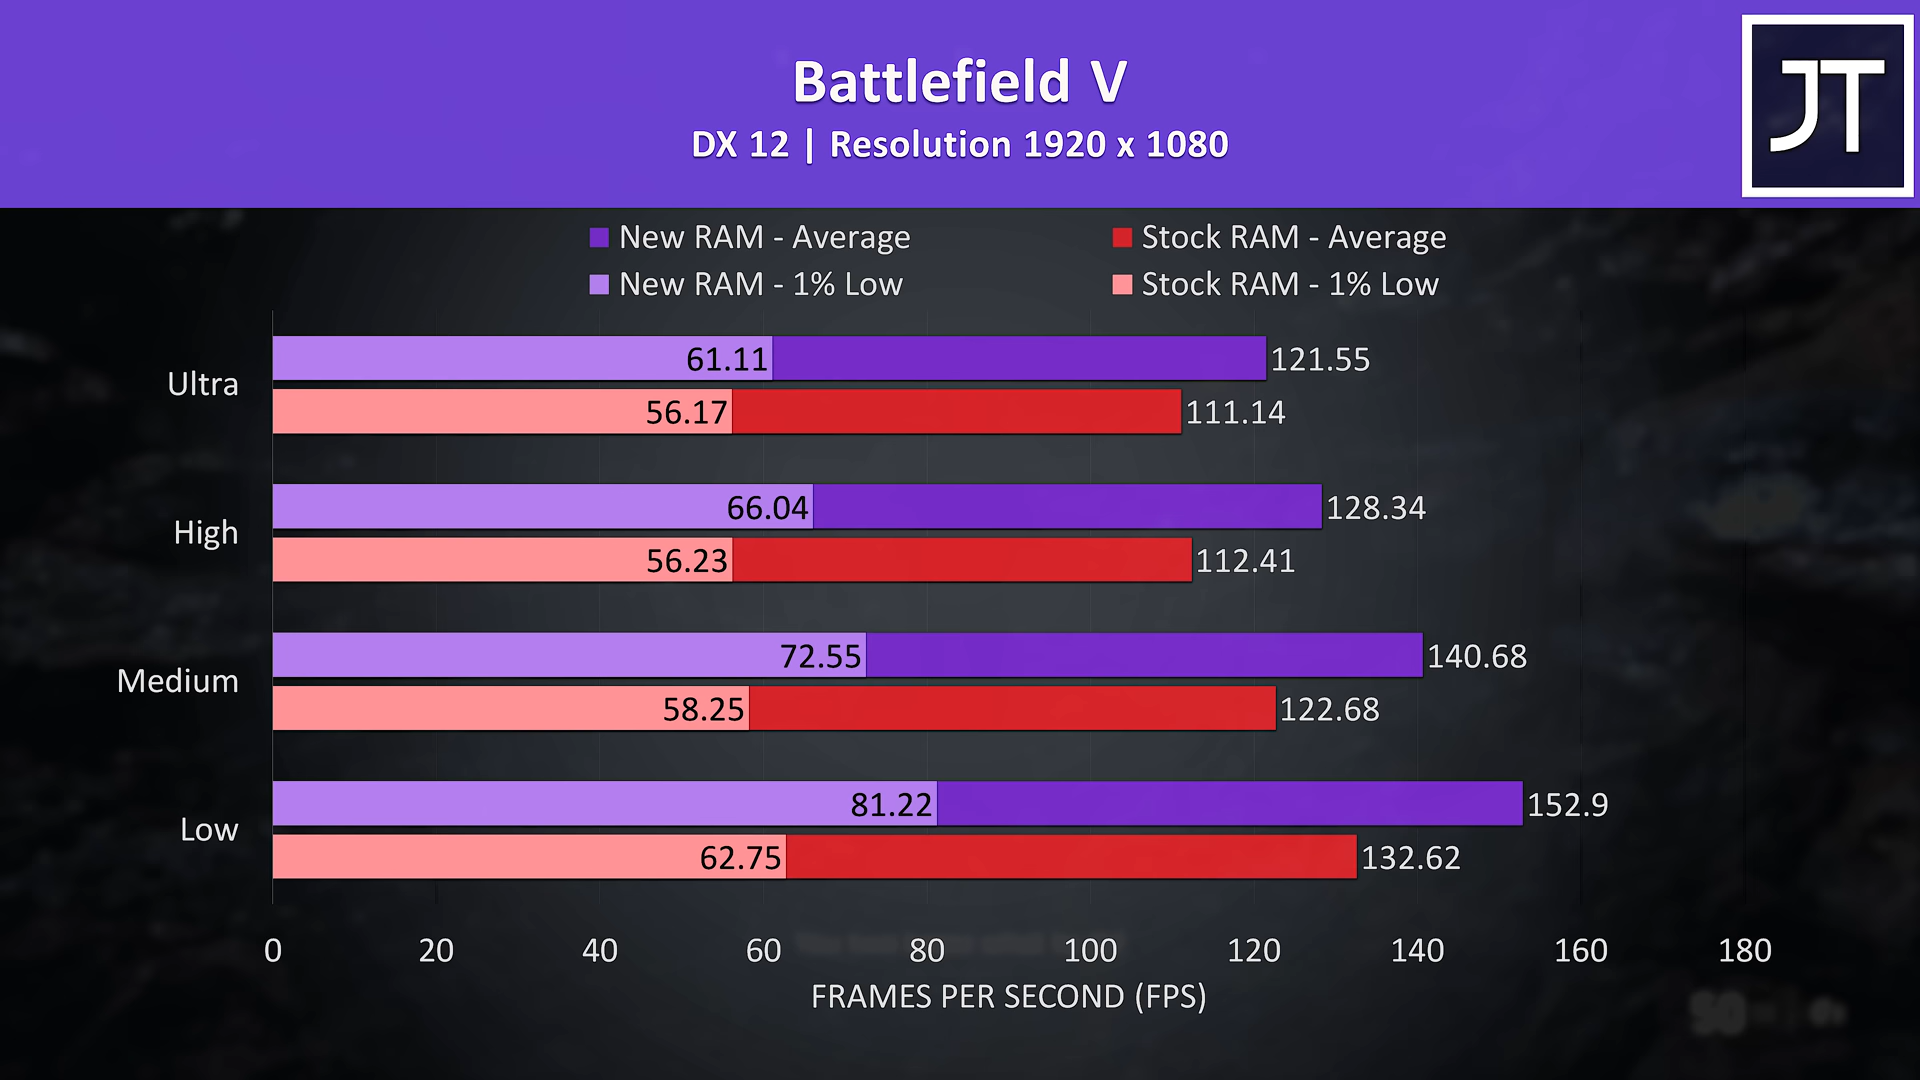 Battlefield V
JT
DX 12 | Resolution 1920 x 1080
New RAM - Average
Stock RAM - Average
New RAM - 1% Low
Stock RAM - 1% Low
Ultra
61.11
121.55
56.17
111.14
High
66.04
128.34
56.23
112.41
Medium
72.55
140.68
58.25
122.68
Low
81.22
152.9
62.75
132.62
0 20 40 60 80 100 120 140 160 180
FRAMES PER SECOND (FPS)